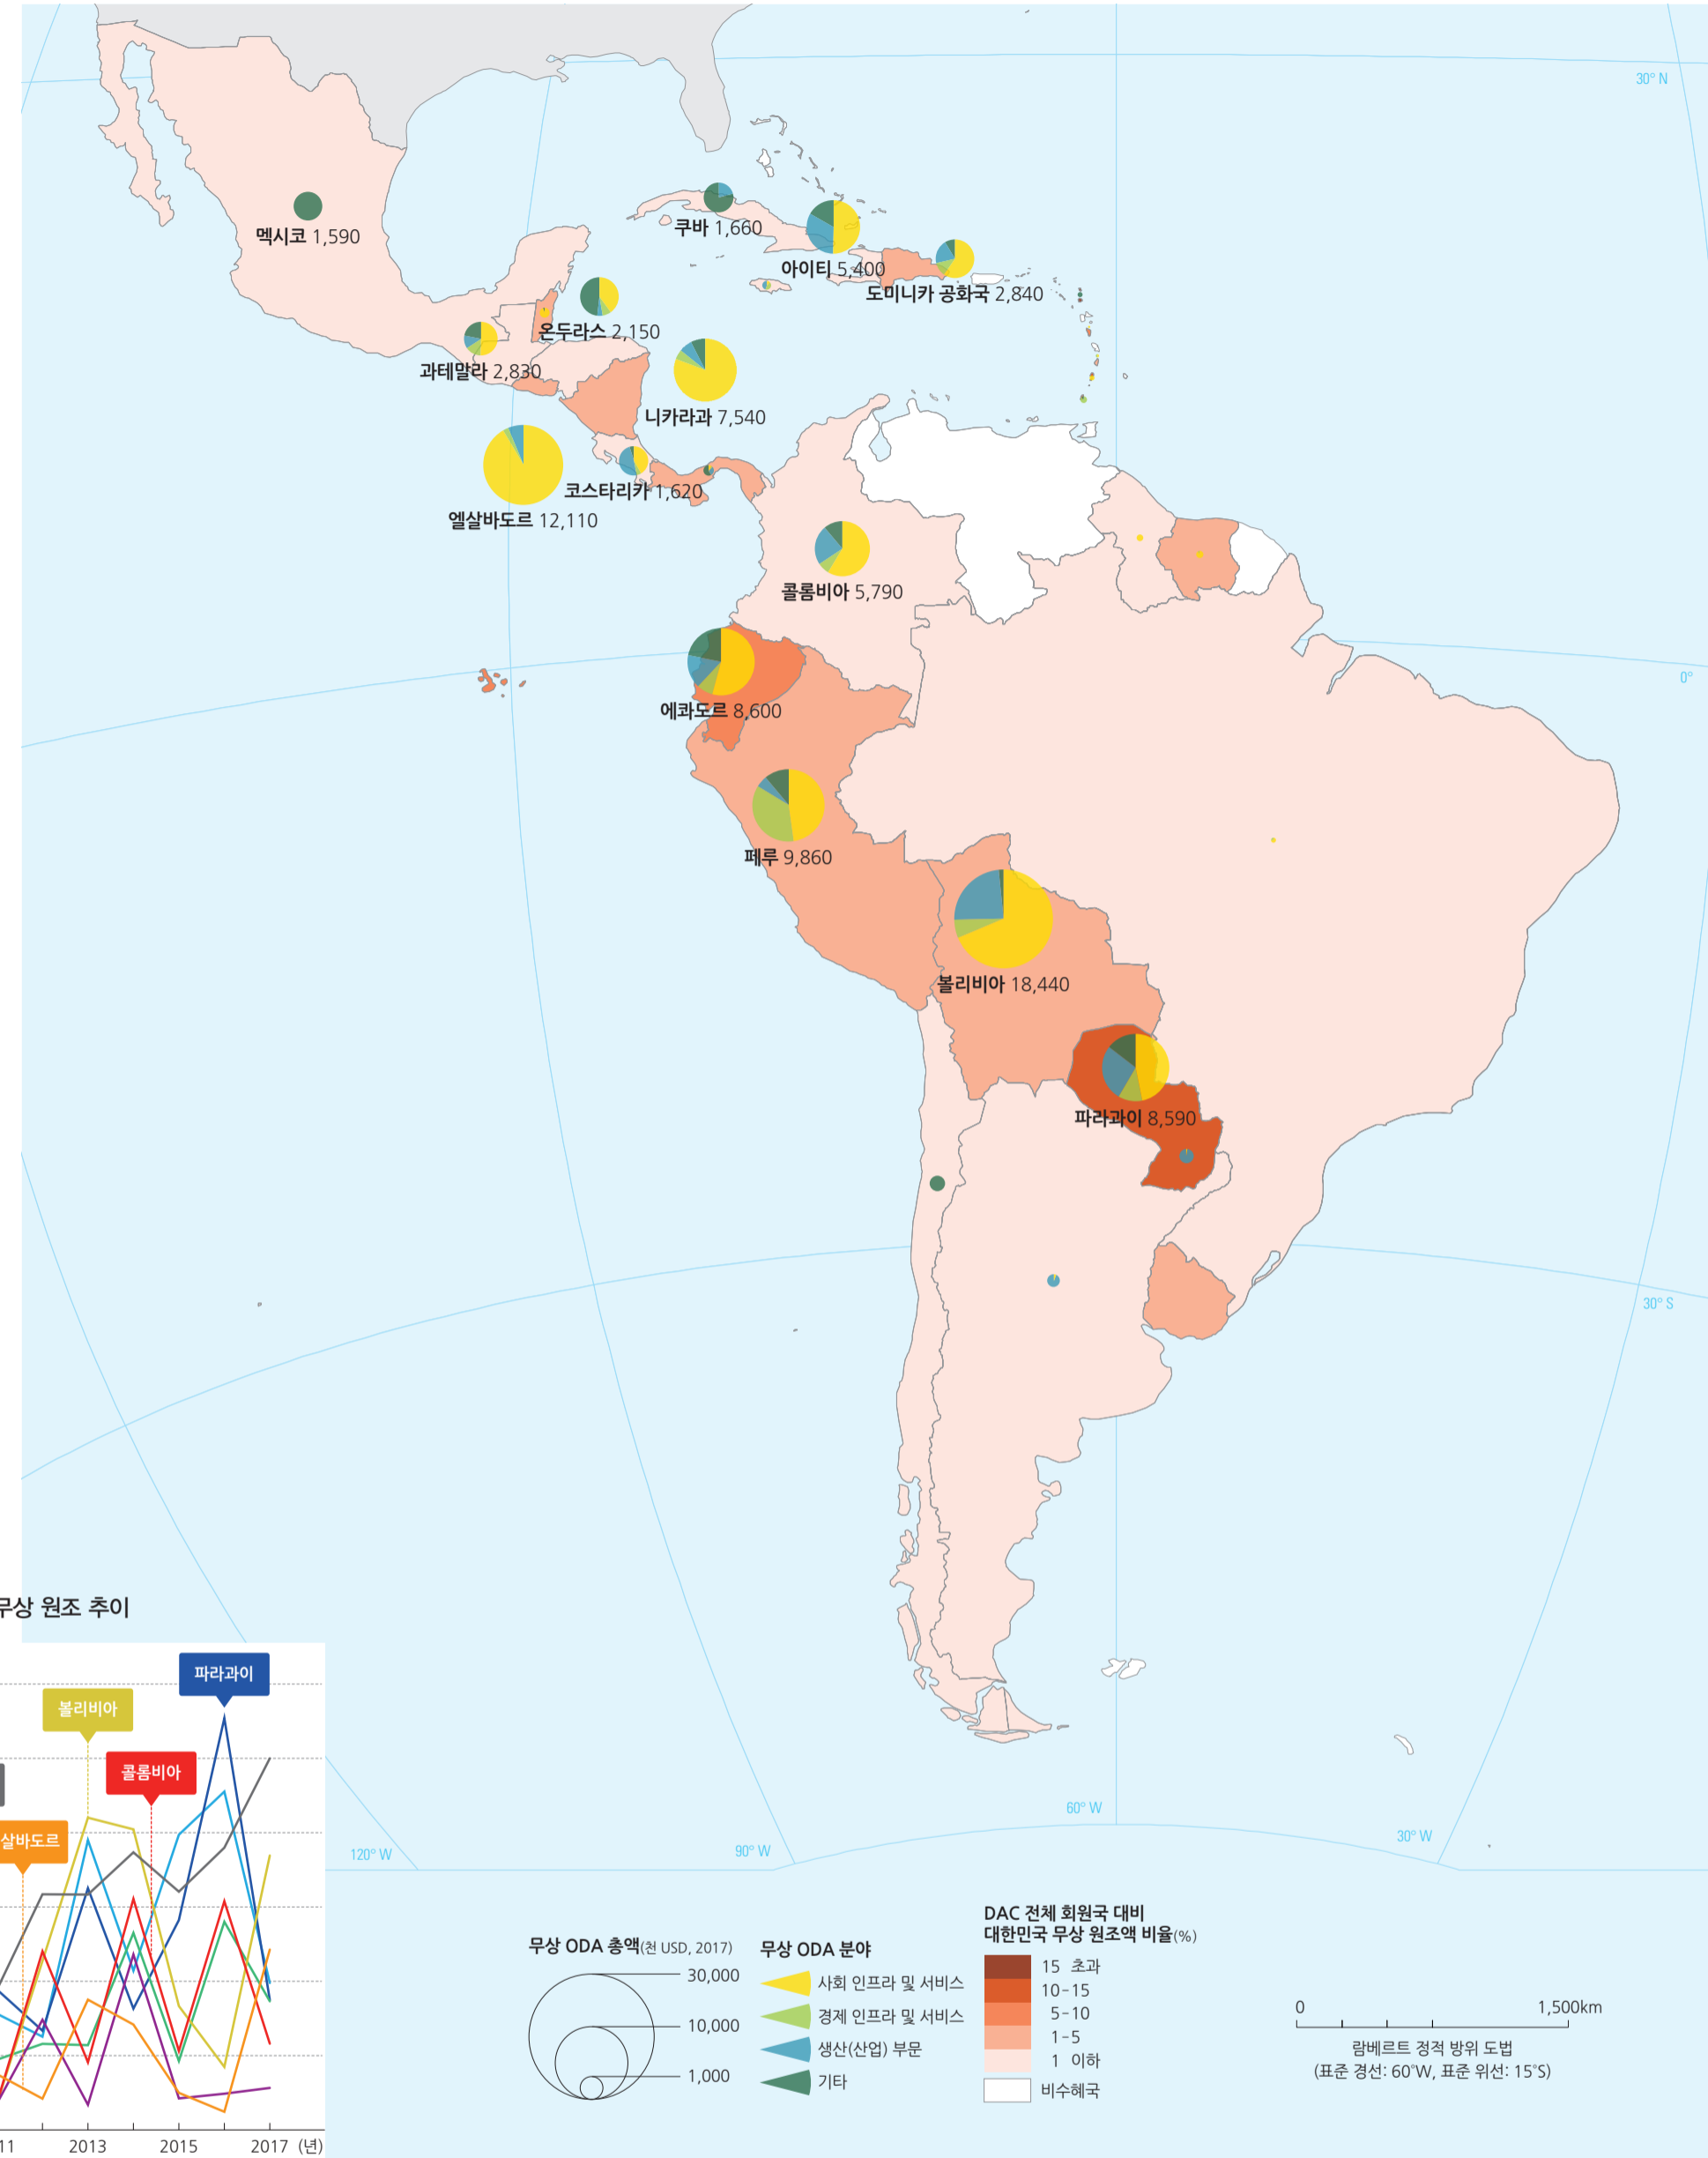 30° N
멕시코 1,590
쿠바 1,660
아이티 5,400
도미니카 공화국 2,840
온두라스 2,150
과테말라 2,830
니카라과 7,540
코스타리카 1,620
엘살바도르 12,110
콜롬비아 5,790
0°
에콰도르 8,600
페루 9,860
볼리비아 18,440
파라과이 8,590
30° S
무상 원조 추이
파라과이
볼리비아
콜롬비아
살바도르
11 2013 2015 2017 (년)
120° W
90° W
60° W
30° W
무상 ODA 총액(천 USD, 2017)
30,000
10,000
1,000
무상 ODA 분야
사회 인프라 및 서비스
경제 인프라 및 서비스
생산(산업) 부문
기타
DAC 전체 회원국 대비
대한민국 무상 원조액 비율(%)
15 초과
10-15
5-10
1-5
1 이하
비수혜국
0 1,500km
람베르트 정적 방위 도법
(표준 경선: 60°W, 표준 위선: 15°S)